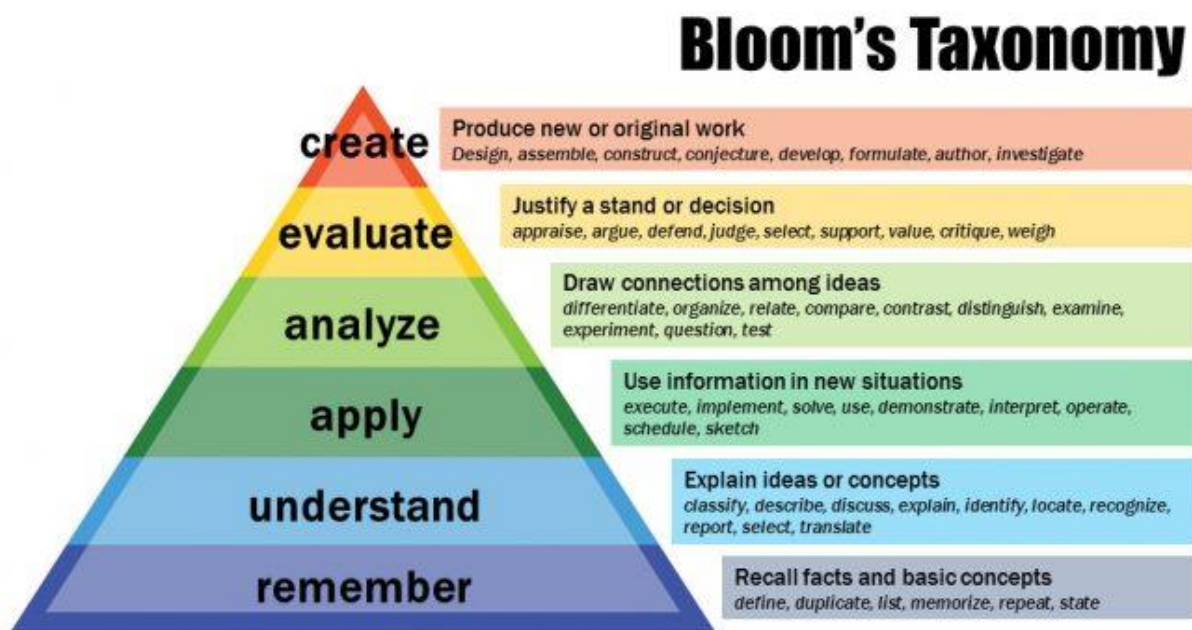 Bloom's Taxonomy
create
Produce new or original work
Design, assemble, construct, conjecture, develop, formulate, author, investigate
evaluate
Justify a stand or decision
appraise, argue, defend, judge, select, support, value, critique, weigh
analyze
Draw connections among ideas
differentiate, organize, relate, compare, contrast, distinguish, examine,
experiment, question, test
apply
Use information in new situations
execute, implement, solve, use, demonstrate, interpret, operate,
schedule, sketch
understand
Explain ideas or concepts
classify, describe, discuss, explain, identify, locate, recognize,
report, select, translate
remember
Recall facts and basic concepts
define, duplicate, list, memorize, repeat, state